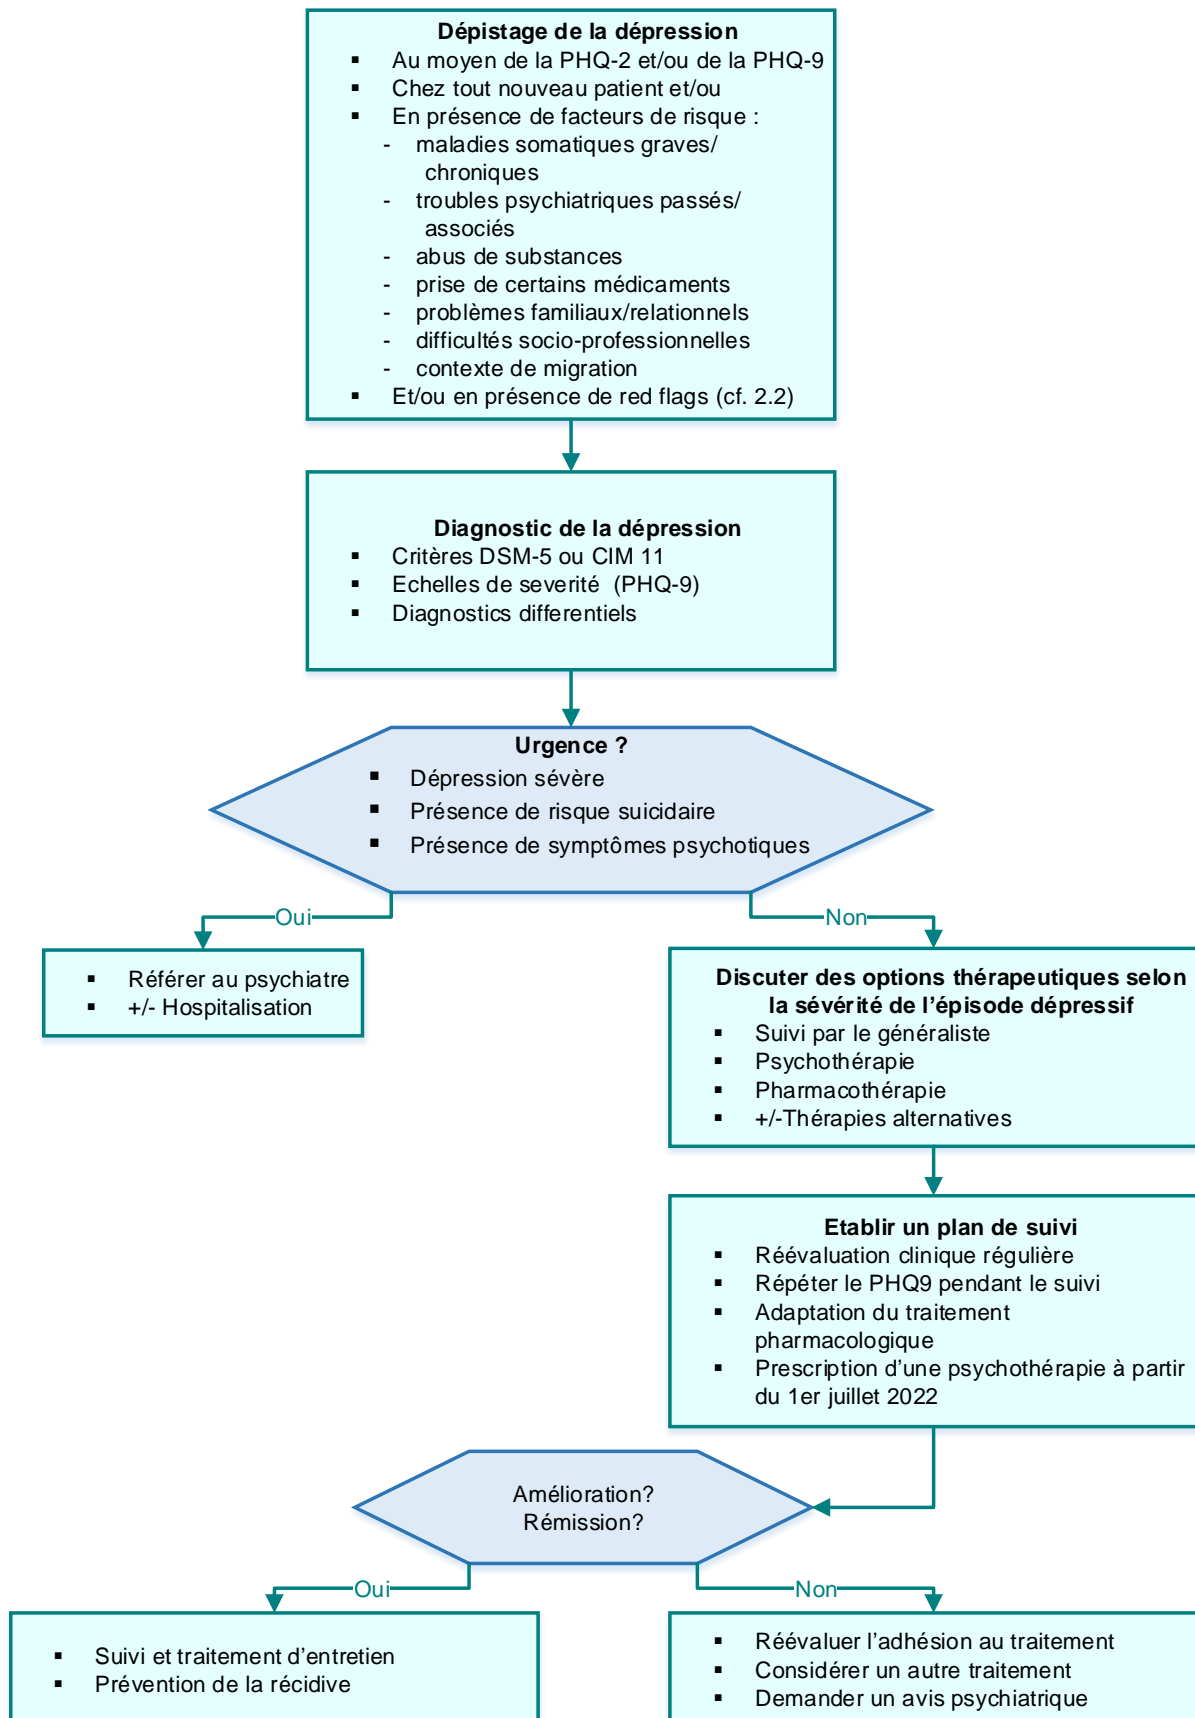 Dépistage de la dépression
▪ Au moyen de la PHQ-2 et/ou de la PHQ-9
▪ Chez tout nouveau patient et/ou
▪ En présence de facteurs de risque :
- maladies somatiques graves/
chroniques
- troubles psychiatriques passés/
associés
- abus de substances
- prise de certains médicaments
- problèmes familiaux/relationnels
- difficultés socio-professionnelles
- contexte de migration
▪ Et/ou en présence de red flags (cf. 2.2)
Diagnostic de la dépression
▪ Critères DSM-5 ou CIM 11
▪ Echelles de severité (PHQ-9)
▪ Diagnostics differentiels
Urgence ?
▪ Dépression sévère
▪ Présence de risque suicidaire
▪ Présence de symptômes psychotiques
Oui
Non
▪ Référer au psychiatre
▪ +/- Hospitalisation
Discuter des options thérapeutiques selon
la sévérité de l’épisode dépressif
▪ Suivi par le généraliste
▪ Psychothérapie
▪ Pharmacothérapie
▪ +/-Thérapies alternatives
Etablir un plan de suivi
▪ Réévaluation clinique régulière
▪ Répéter le PHQ9 pendant le suivi
▪ Adaptation du traitement
pharmacologique
▪ Prescription d’une psychothérapie à partir
du 1er juillet 2022
Amélioration?
Rémission?
Oui
Non
▪ Suivi et traitement d’entretien
▪ Prévention de la récidive
▪ Réévaluer l’adhésion au traitement
▪ Considérer un autre traitement
▪ Demander un avis psychiatrique